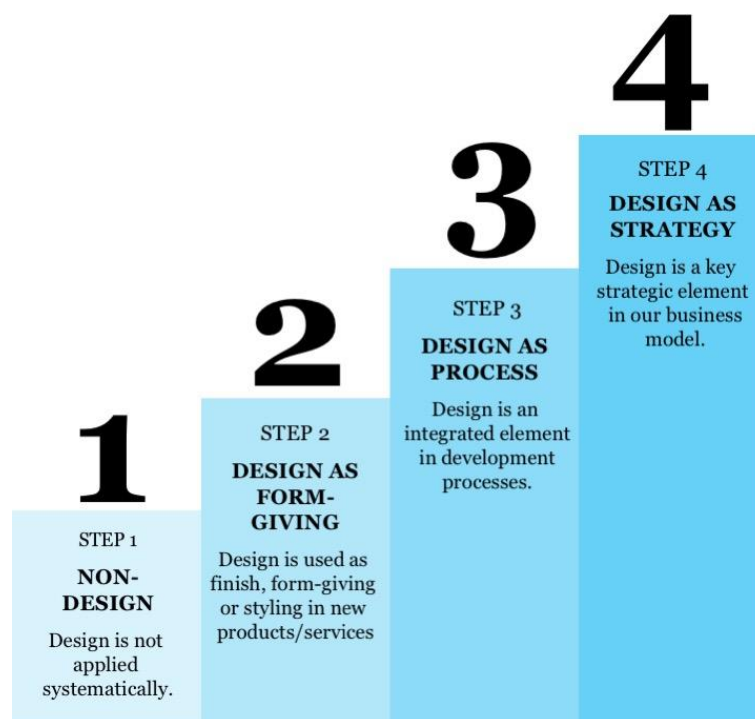 1
STEP 1
NON-
DESIGN
Design is not
applied
systematically.
2
STEP 2
DESIGN AS
FORM-
GIVING
Design is used as
finish, form-giving
or styling in new
products/services
3
STEP 3
DESIGN AS
PROCESS
Design is an
integrated element
in development
processes.
4
STEP 4
DESIGN AS
STRATEGY
Design is a key
strategic element
in our business
model.